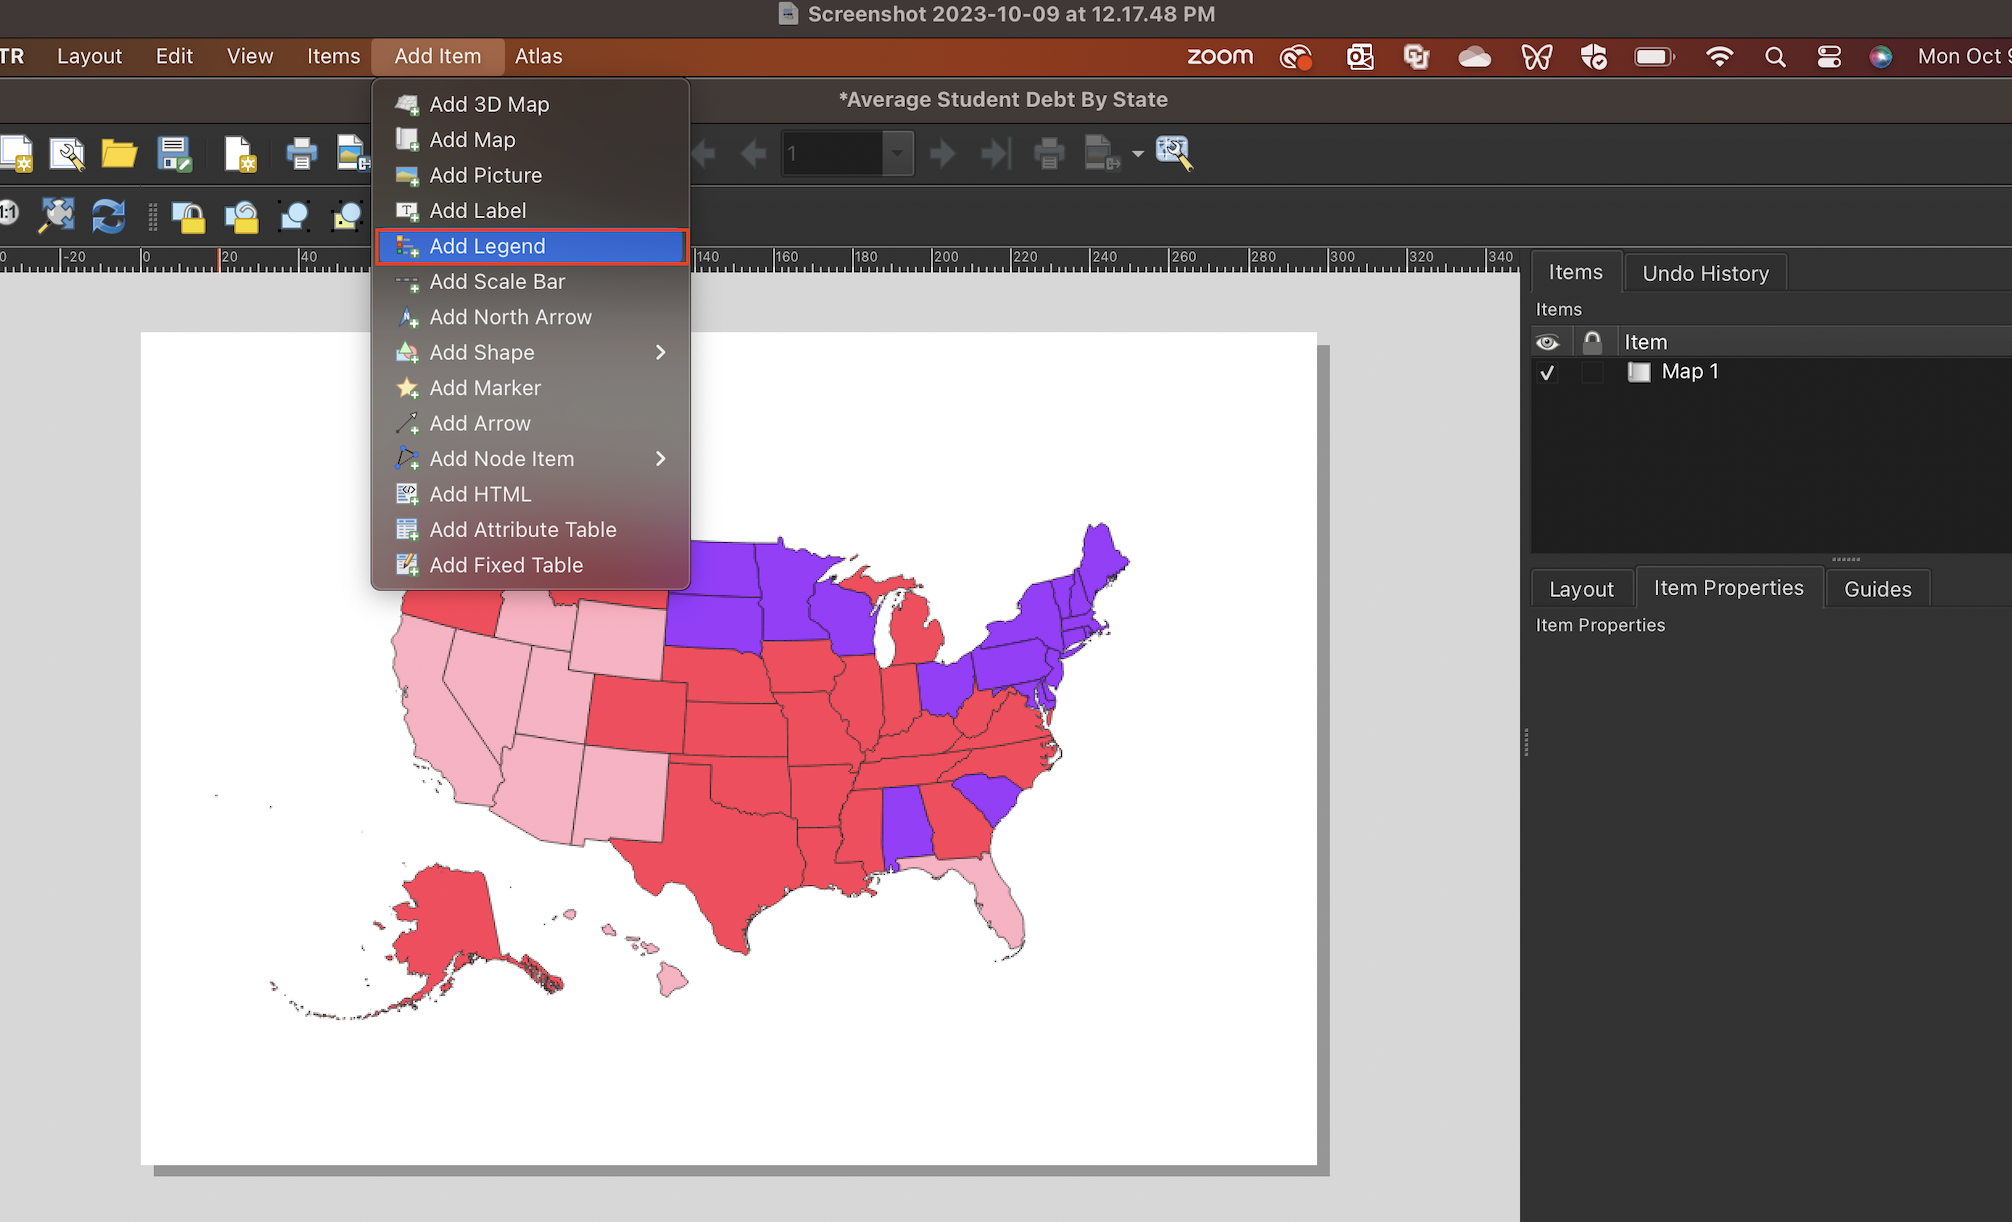 Screenshot 2023-10-09 at 12.17.48 PM
TR Layout Edit View Items Add Item Atlas zoom Mon Oct 9
*Average Student Debt By State
1
1:1
Add 3D Map
Add Map
Add Picture
Add Label
Add Legend
Add Scale Bar
Add North Arrow
Add Shape
Add Marker
Add Arrow
Add Node Item
Add HTML
Add Attribute Table
Add Fixed Table
0 -20 0 20 40 140 160 180 200 220 240 260 280 300 320 340
Items Undo History
Items
Item
Map 1
Layout Item Properties Guides
Item Properties